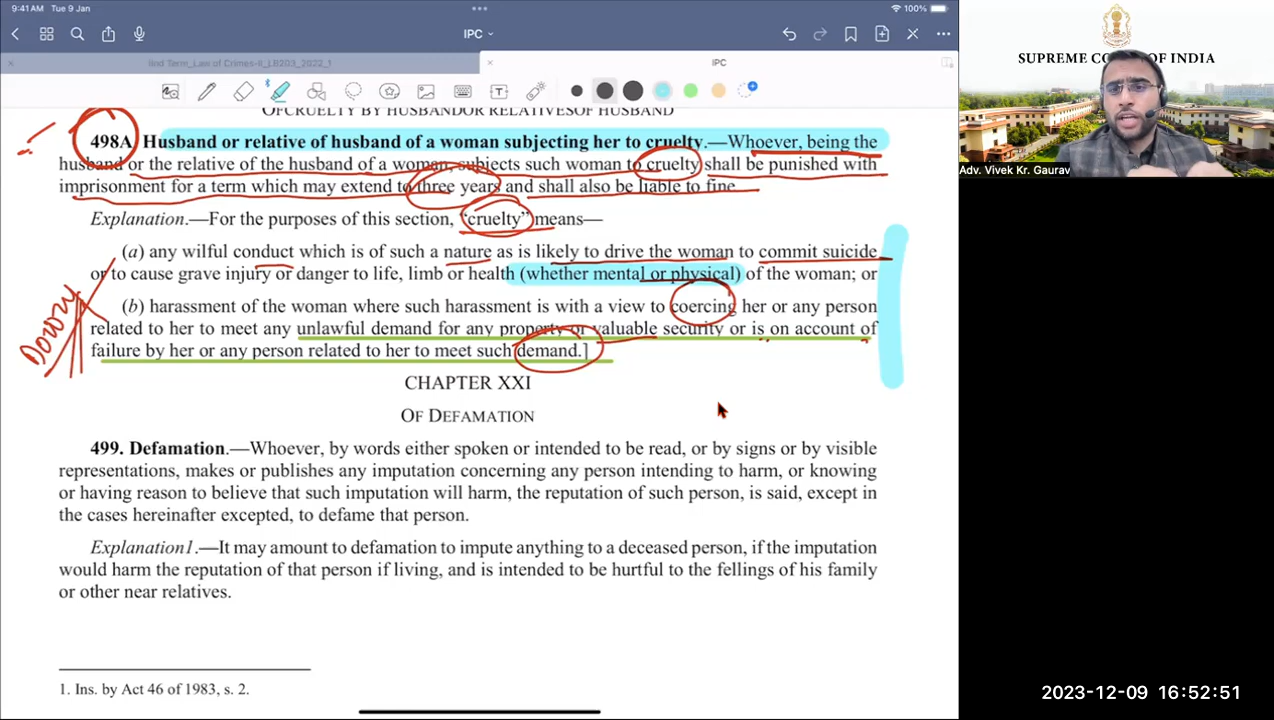 9:41 AM Tue 9 Jan
100%
IPC
IInd Term_Law of Crimes-II_LB203_2022_1
IPC
OFCRUELTY BY HUSBANDOR RELATIVESOF HUSBAND
498A Husband or relative of husband of a woman subjecting her to cruelty.—Whoever, being the
husband or the relative of the husband of a woman, subjects such woman to cruelty shall be punished with
imprisonment for a term which may extend to three years and shall also be liable to fine
Explanation.—For the purposes of this section, “cruelty” means—
(a) any wilful conduct which is of such a nature as is likely to drive the woman to commit suicide
or to cause grave injury or danger to life, limb or health (whether mental or physical) of the woman; or
(b) harassment of the woman where such harassment is with a view to coercing her or any person
related to her to meet any unlawful demand for any property or valuable security or is on account of
failure by her or any person related to her to meet such demand.]
Dowry
CHAPTER XXI
OF DEFAMATION
499. Defamation.—Whoever, by words either spoken or intended to be read, or by signs or by visible
representations, makes or publishes any imputation concerning any person intending to harm, or knowing
or having reason to believe that such imputation will harm, the reputation of such person, is said, except in
the cases hereinafter excepted, to defame that person.
Explanation1.—It may amount to defamation to impute anything to a deceased person, if the imputation
would harm the reputation of that person if living, and is intended to be hurtful to the fellings of his family
or other near relatives.
1. Ins. by Act 46 of 1983, s. 2.
SUPREME C OF INDIA
Adv. Vivek Kr. Gaurav
2023-12-09 16:52:51